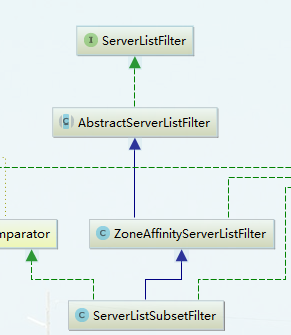 ServerListFilter
AbstractServerListFilter
mparator
ZoneAffinityServerListFilter
ServerListSubsetFilter